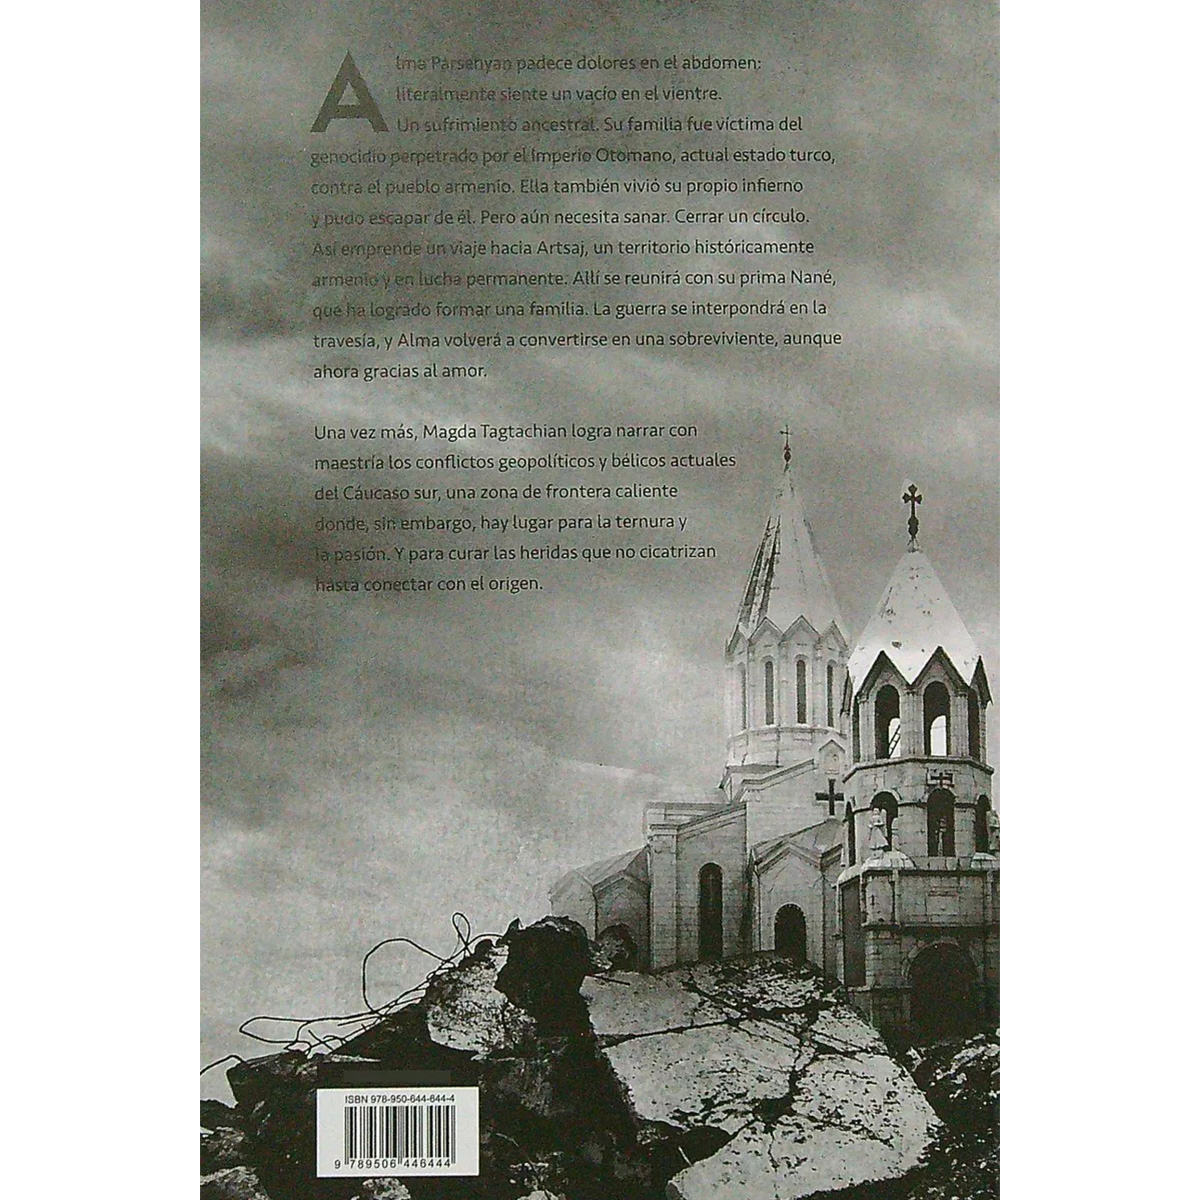 Alma Parsehyan padece dolores en el abdomen:
literalmente siente un vacío en el vientre.
Un sufrimiento ancestral. Su familia fue víctima del
genocidio perpetrado por el Imperio Otomano, actual estado turco,
contra el pueblo armenio. Ella también vivió su propio infierno
y pudo escapar de él. Pero aún necesita sanar. Cerrar un círculo.
Así emprende un viaje hacia Artsaj, un territorio históricamente
armenio y en lucha permanente. Allí se reunirá con su prima Nané,
que ha logrado formar una familia. La guerra se interpondrá en la
travesía, y Alma volverá a convertirse en una sobreviviente, aunque
ahora gracias al amor.
Una vez más, Magda Tagtachian logra narrar con
maestría los conflictos geopolíticos y bélicos actuales
del Cáucaso sur, una zona de frontera caliente
donde, sin embargo, hay lugar para la ternura y
la pasión. Y para curar las heridas que no cicatrizan
hasta conectar con el origen.
ISBN 978-950-644-644-4
9 789506 446444